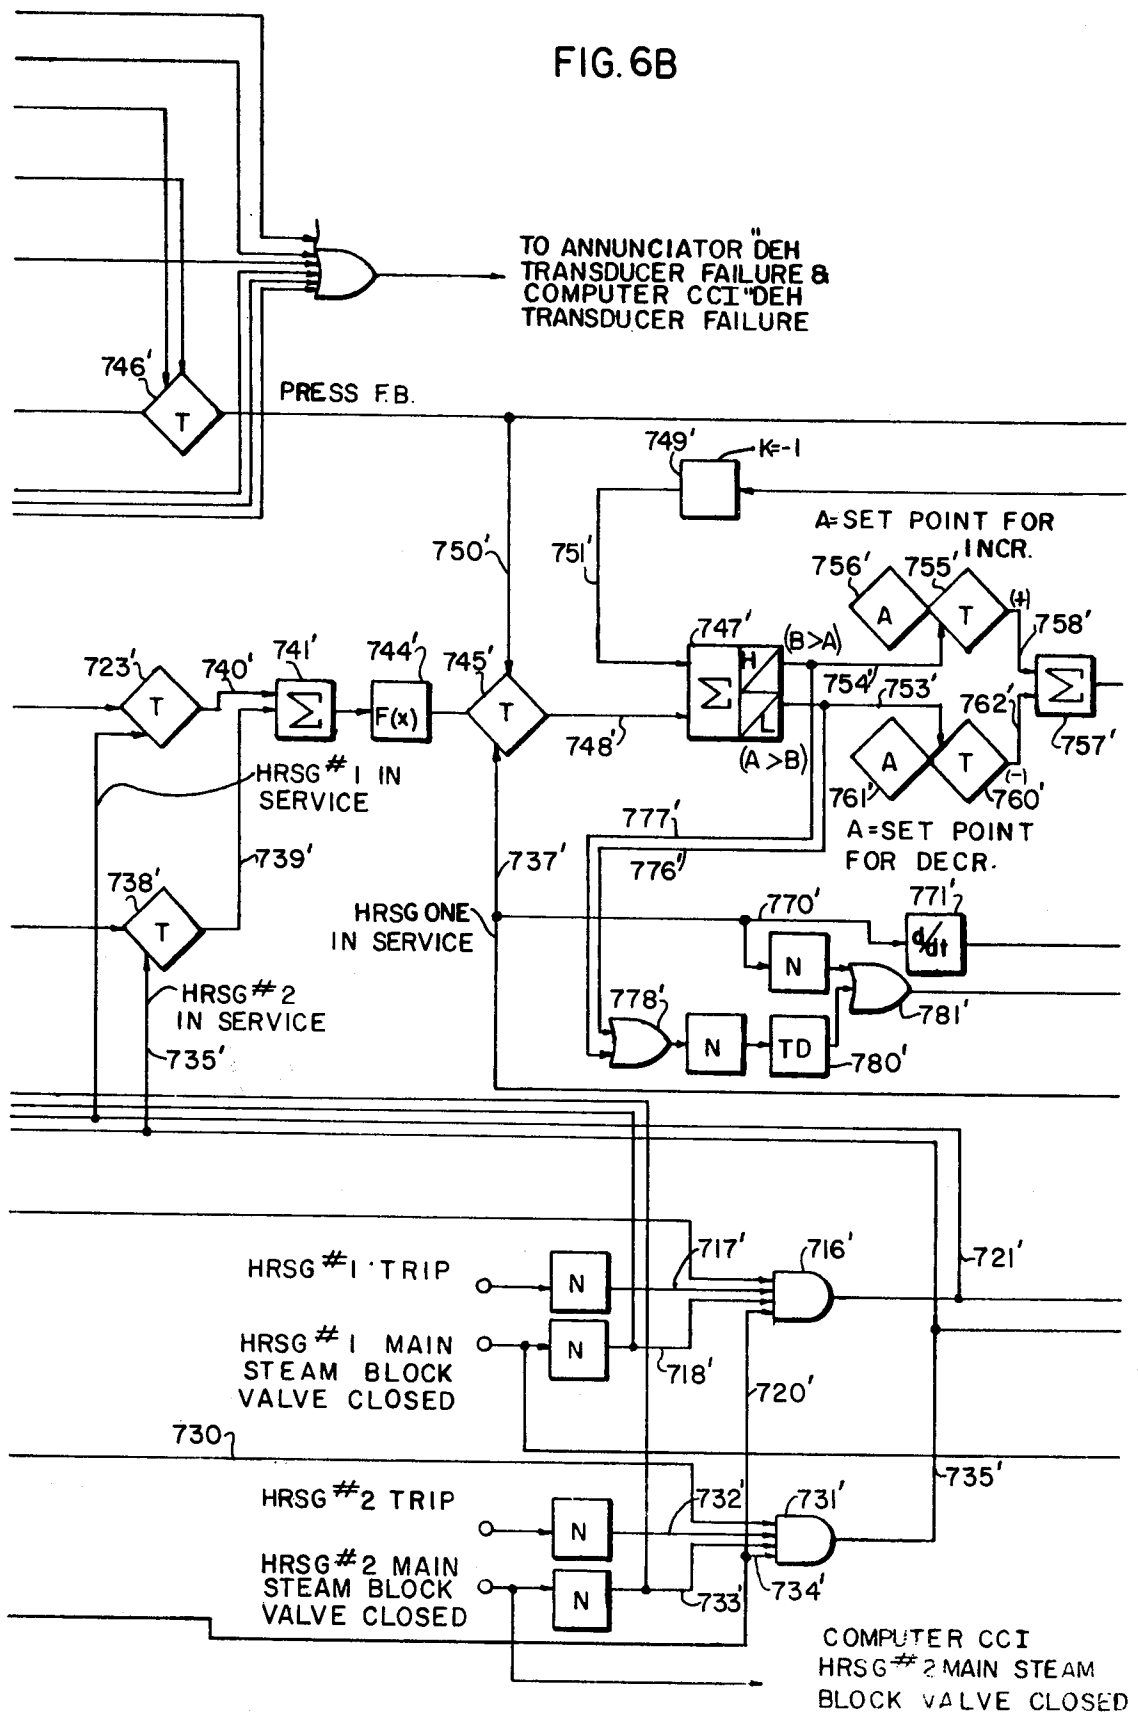 FIG. 6B
TO ANNUNCIATOR "DEH
TRANSDUCER FAILURE &
COMPUTER CCI "DEH
TRANSDUCER FAILURE
746'
T
PRESS F.B.
749'
K=-1
A=SET POINT FOR
INCR.
750'
751'
756'
755'
A
T
(+)
758'
723'
T
740'
741'
Σ
744'
F(x)
745'
T
748'
747'
Σ
H
L
(B>A)
(A>B)
754'
753'
762'
Σ
757'
A
T
(-)
761'
760'
A=SET POINT
FOR DECR.
HRSG #1 IN
SERVICE
739'
738'
T
777'
776'
737'
HRSG ONE
IN SERVICE
770'
771'
d/dt
N
781'
HRSG #2
IN SERVICE
735'
778'
N
TD
780'
HRSG #1 TRIP
N
717'
716'
721'
HRSG #1 MAIN
STEAM BLOCK
VALVE CLOSED
N
718'
720'
730
HRSG #2 TRIP
N
732'
731'
735'
HRSG #2 MAIN
STEAM BLOCK
VALVE CLOSED
N
733'
734'
COMPUTER CCI
HRSG #2 MAIN STEAM
BLOCK VALVE CLOSED